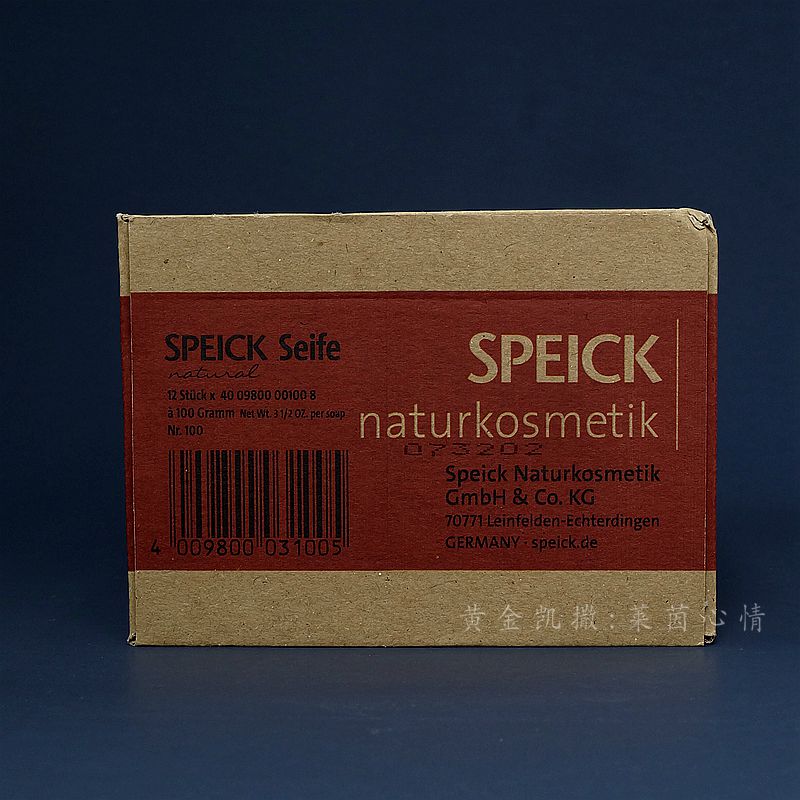 SPEICK Seife
natural
12 Stück x 40 09800 00100 8
à 100 Gramm Net Wt. 3 1/2 OZ. per soap
Nr. 100
4 009800 031005
SPEICK
naturkosmetik
073202
Speick Naturkosmetik
GmbH & Co. KG
70771 Leinfelden-Echterdingen
GERMANY · speick.de
黄金凯撒:莱茵心情